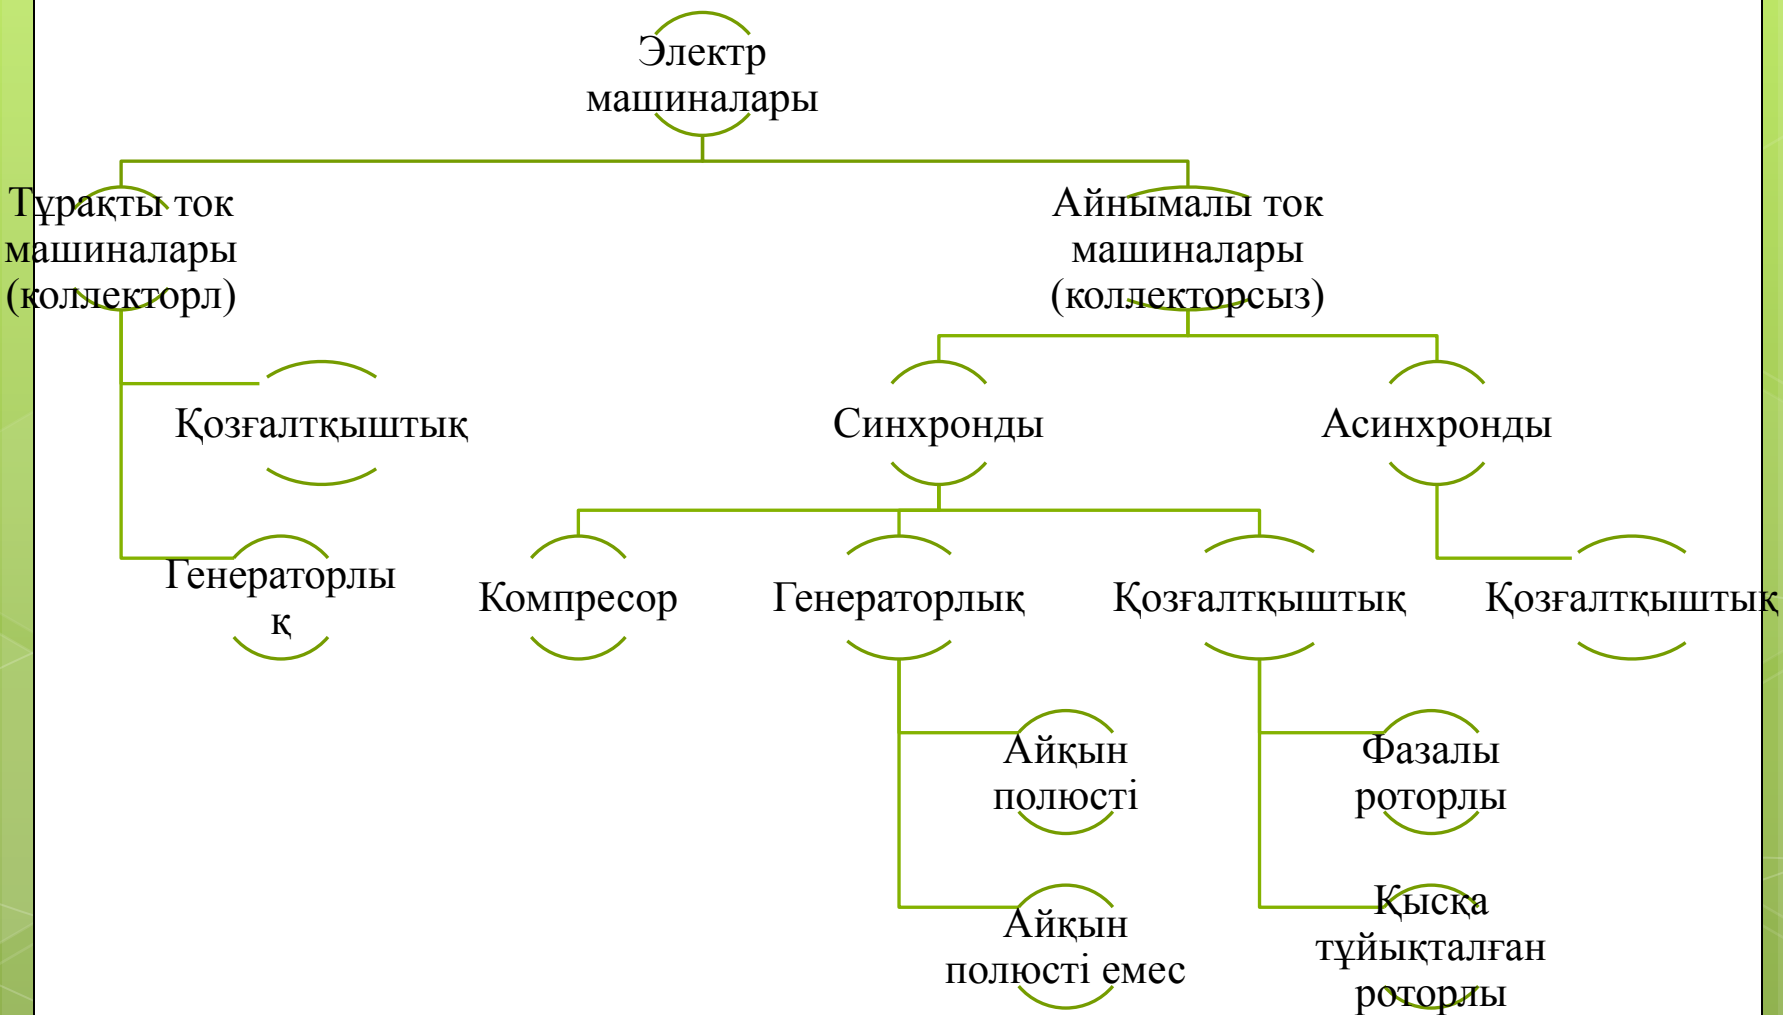 Электр
машиналары
Тұрақты ток
машиналары
(коллекторл)
Айнымалы ток
машиналары
(коллекторсыз)
Қозғалтқыштық
Синхронды
Асинхронды
Генераторлы
қ
Компресор
Генераторлық
Қозғалтқыштық
Қозғалтқыштық
Айқын
полюсті
Фазалы
роторлы
Айқын
полюсті емес
Қысқа
тұйықталған
роторлы